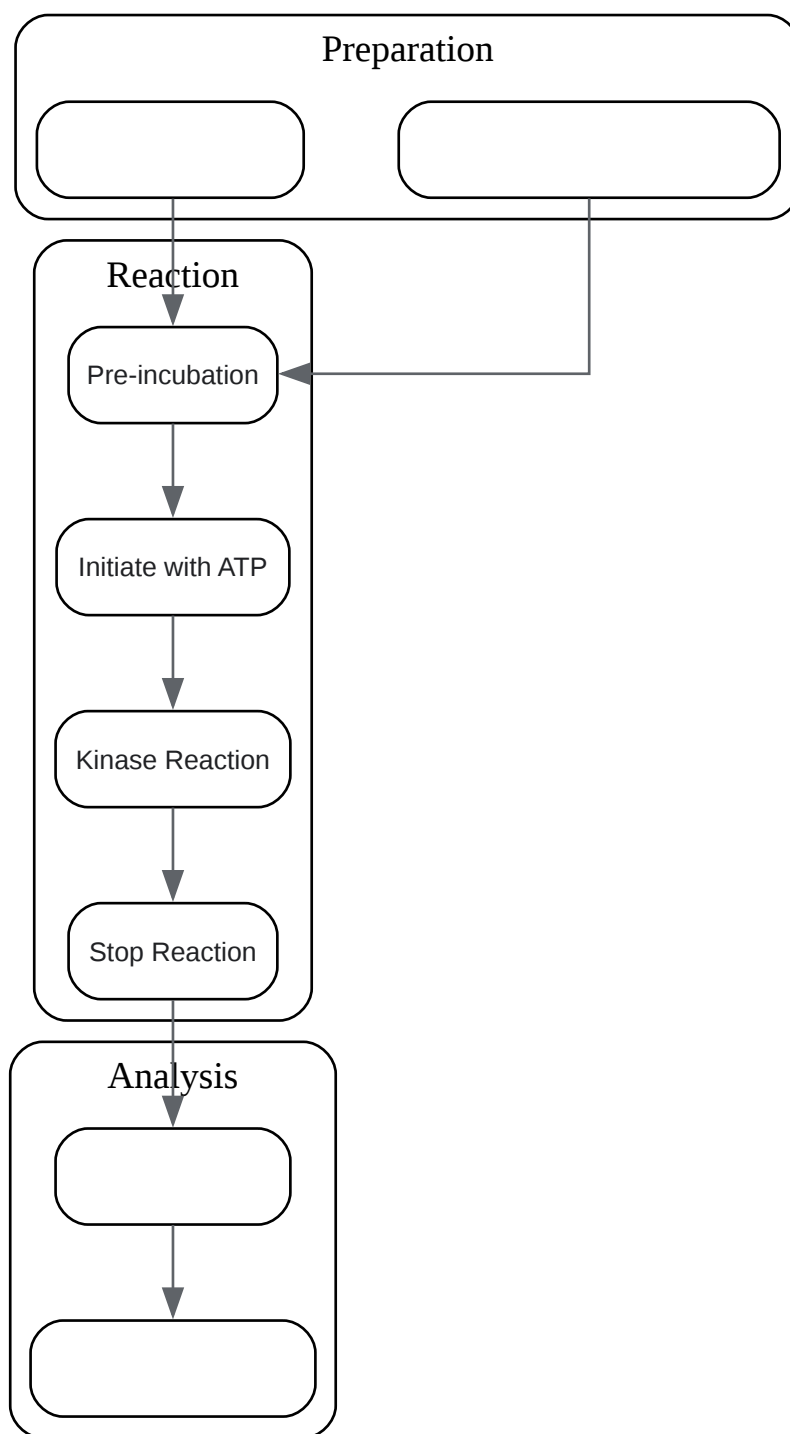 Preparation
Reaction
Pre-incubation
Initiate with ATP
Kinase Reaction
Stop Reaction
Analysis